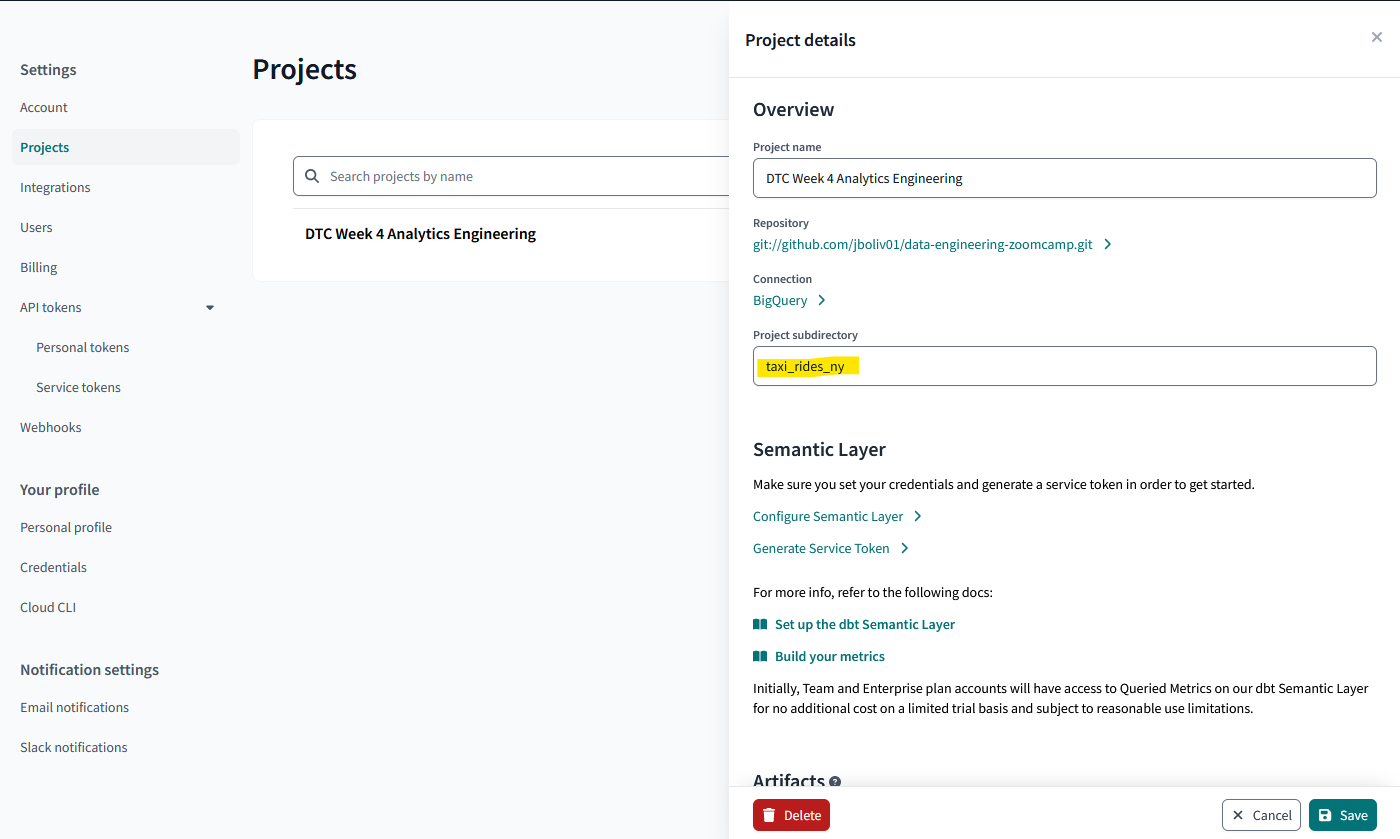 Settings
Account
Projects
Integrations
Users
Billing
API tokens
Personal tokens
Service tokens
Webhooks
Your profile
Personal profile
Credentials
Cloud CLI
Notification settings
Email notifications
Slack notifications
Projects
Search projects by name
DTC Week 4 Analytics Engineering
Project details
Overview
Project name
DTC Week 4 Analytics Engineering
Repository
git://github.com/jboliv01/data-engineering-zoomcamp.git
Connection
BigQuery
Project subdirectory
taxi_rides_ny
Semantic Layer
Make sure you set your credentials and generate a service token in order to get started.
Configure Semantic Layer
Generate Service Token
For more info, refer to the following docs:
Set up the dbt Semantic Layer
Build your metrics
Initially, Team and Enterprise plan accounts will have access to Queried Metrics on our dbt Semantic Layer
for no additional cost on a limited trial basis and subject to reasonable use limitations.
Artifacts
Delete
Cancel
Save